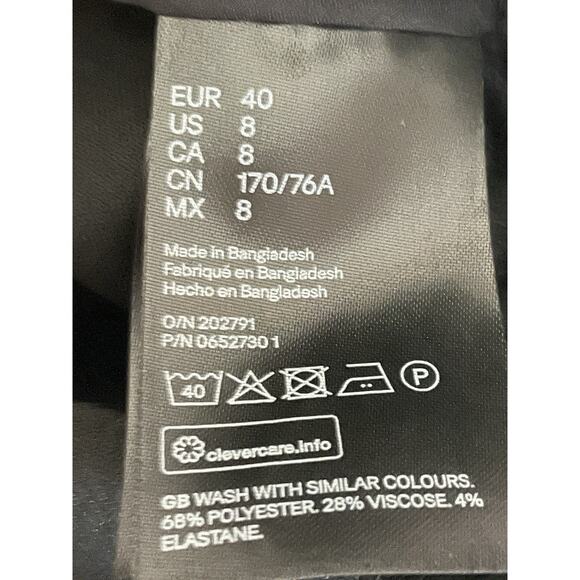 EUR 40
US 8
CA 8
CN 170/76A
MX 8
Made in Bangladesh
Fabriqué en Bangladesh
Hecho en Bangladesh
O/N 202791
P/N 0652730 1
40 P
clevercare.info
GB WASH WITH SIMILAR COLOURS.
68% POLYESTER. 28% VISCOSE. 4%
ELASTANE.